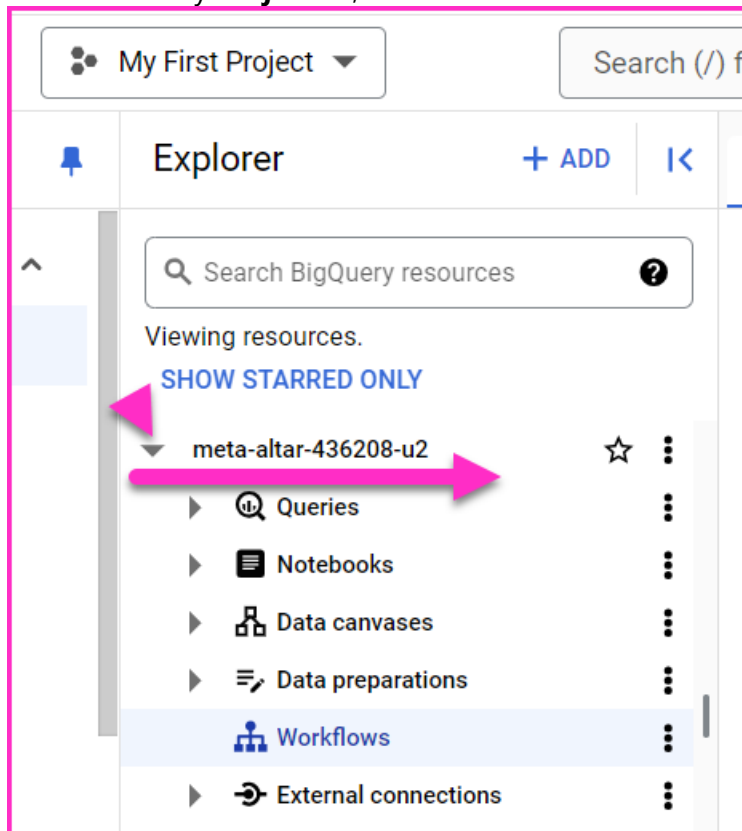 My First Project
Search (/) f
Explorer
+ ADD
Search BigQuery resources
Viewing resources.
SHOW STARRED ONLY
meta-altar-436208-u2
Queries
Notebooks
Data canvases
Data preparations
Workflows
External connections